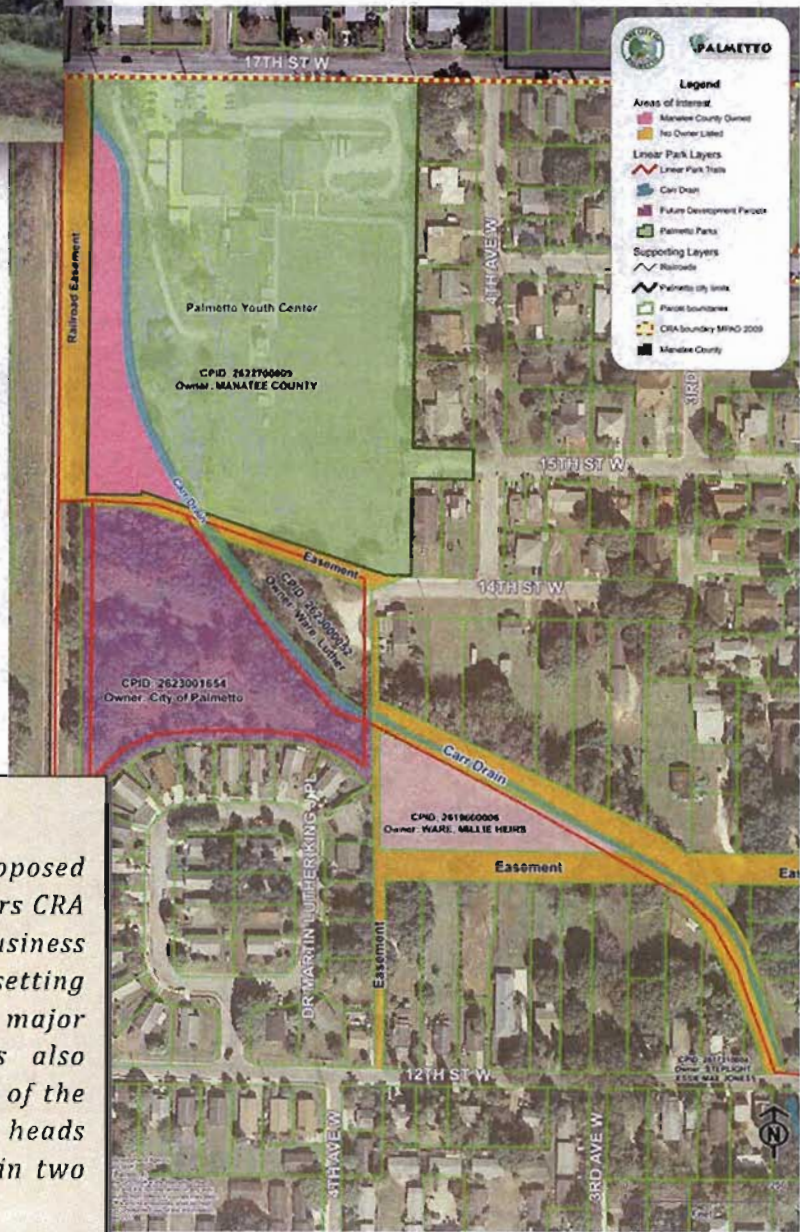 17TH ST W
PALMETTO
Legend
Areas of Interest
Manatee County Owned
No Owner Listed
Linear Park Layers
Linear Park Trails
Carr Drain
Future Development Parcels
Palmetto Parks
Supporting Layers
Railroads
Palmetto city limits
Parcel boundaries
CRA boundary MPAO 2009
Manatee County
Railroad Easement
Palmetto Youth Center
CPID: 2622700009
Owner: MANATEE COUNTY
4TH AVE W
3RD
15TH ST W
Carr Drain
Easement
14TH ST W
Owner: Ware, Luther
CPID: 2623001654
Owner: City of Palmetto
Carr Drain
CPID: 2619600006
Owner: WARE, MILLIE HEIRS
Easement
Ea
DR MARTIN LUTHER KING J PL
Easement
12TH ST W
4TH AVE W
3RD AVE W
N
oposed
rs CRA
usiness
setting
major
s also
of the
heads
in two